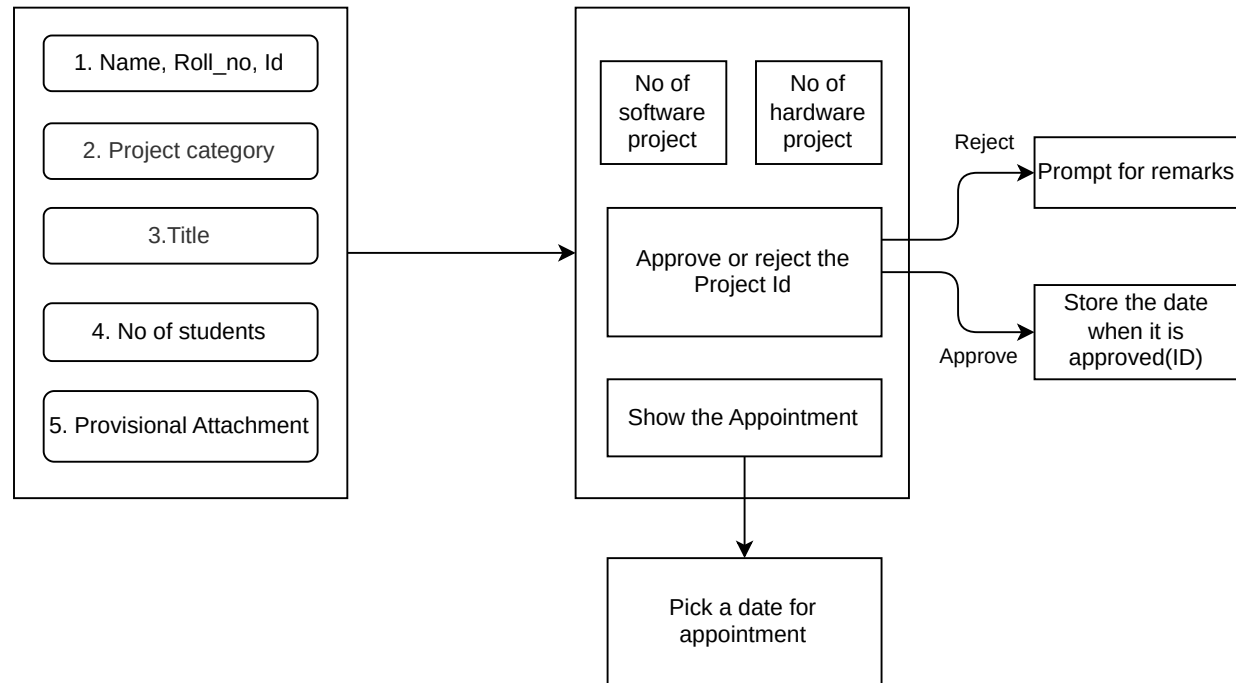 1. Name, Roll_no, Id
2. Project category
3.Title
4. No of students
5. Provisional Attachment
No of
software
project
No of
hardware
project
Approve or reject the
Project Id
Show the Appointment
Reject
Prompt for remarks
Approve
Store the date
when it is
approved(ID)
Pick a date for
appointment